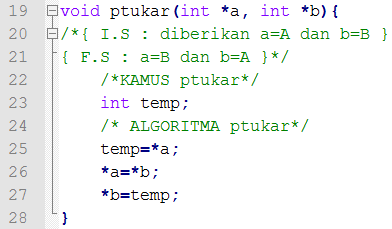 19 void ptukar(int *a, int *b){
20 /*{ I.S : diberikan a=A dan b=B }
21 { F.S : a=B dan b=A }*/
22 /*KAMUS ptukar*/
23 int temp;
24 /* ALGORITMA ptukar*/
25 temp=*a;
26 *a=*b;
27 *b=temp;
28 }